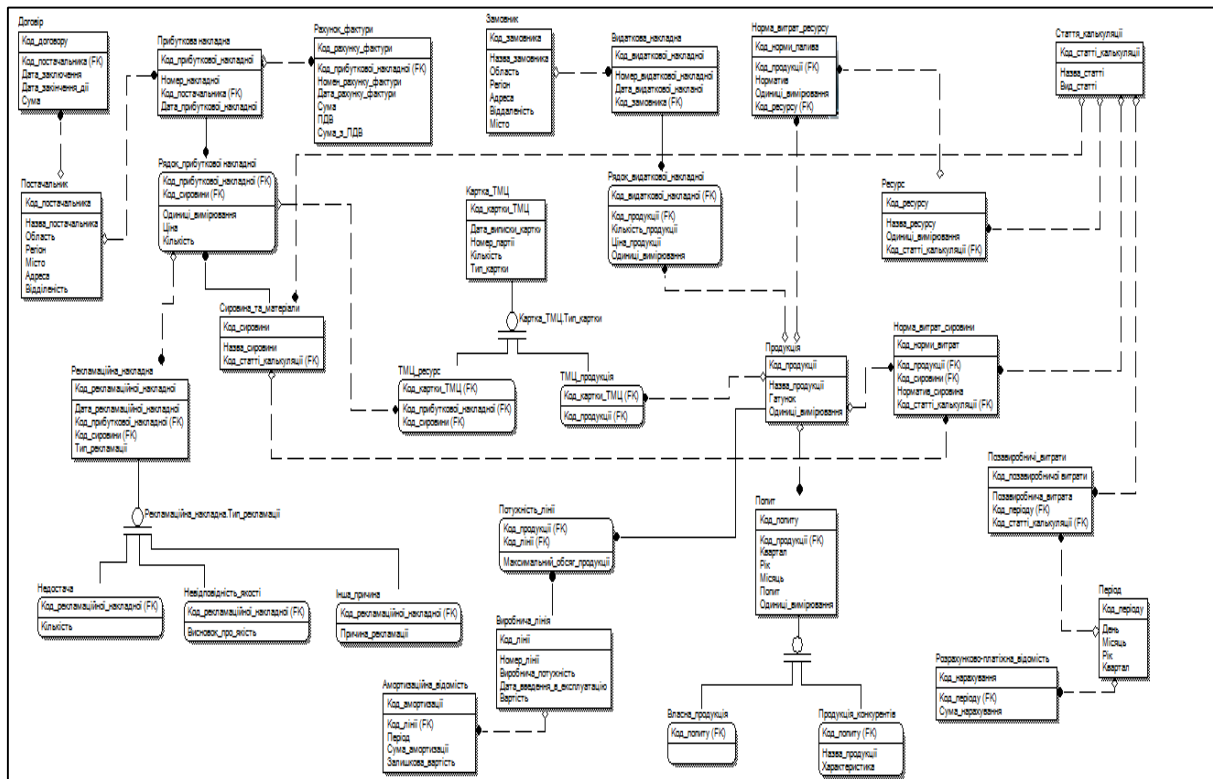 Договір
Код_договору
Код_постачальника (FK)
Дата_заключення
Дата_закінчення_дії
Сума
Прибуткова накладна
Код_прибуткової_накладної
Номер_накладної
Код_постачальника (FK)
Дата_прибуткової_накладної
Рахунок_фактури
Код_рахунку_фактури
Код_прибуткової_накладної (FK)
Номер_рахунку_фактури
Дата_рахунку_фактури
Сума
ПДВ
Сума_з_ПДВ
Замовник
Код_замовника
Назва_замовника
Область
Регіон
Адреса
Віддаленість
Місто
Видаткова_накладна
Код_видаткової_накладної
Номер_видаткової_накладної
Дата_видаткової_накланої
Код_замовника (FK)
Норма_витрат_ресурсу
Код_норми_палива
Код_продукції (FK)
Норматив
Одиниці_вимірювання
Код_ресурсу (FK)
Стаття_калькуляції
Код_статті_калькуляції
Назва_статті
Вид_статті
Постачальник
Код_постачальника
Назва_постачальника
Область
Регіон
Місто
Адреса
Відділеність
Рядок_прибуткової накладної
Код_прибуткової_накладної (FK)
Код_сировини (FK)
Одиниці_вимірювання
Ціна
Кількість
Картка_ТМЦ
Код_картки_ТМЦ
Дата_виписки_картки
Номер_партії
Кількість
Тип_картки
Рядок_видаткової_накладної
Код_видаткової_накладної (FK)
Код_продукції (FK)
Кількість_продукції
Ціна_продукції
Одиниці_вимірювання
Ресурс
Код_ресурсу
Назва_ресурсу
Одиниці_вимірювання
Код_статті_калькуляції (FK)
Сировина_та_матеріали
Код_сировини
Назва_сировини
Код_статті_калькуляції (FK)
Картка_ТМЦ.Тип_картки
Рекламаційна_накладна
Код_рекламаційної_накладної
Дата_рекламаційної_накладної
Код_прибуткової_накладної (FK)
Код_сировини (FK)
Тип_рекламації
ТМЦ_ресурс
Код_картки_ТМЦ (FK)
Код_прибуткової_накладної (FK)
Код_сировини (FK)
ТМЦ_продукція
Код_картки_ТМЦ (FK)
Код_продукції (FK)
Продукція
Код_продукції
Назва_продукції
Гатунок
Одиниці_вимірювання
Норма_витрат_сировини
Код_норми_витрат
Код_продукції (FK)
Код_сировини (FK)
Норматив_сировина
Код_статті_калькуляції (FK)
Рекламаційна_накладна.Тип_рекламації
Недостача
Код_рекламаційної_накладної (FK)
Кількість
Невідповідність_якості
Код_рекламаційної_накладної (FK)
Висновок_про_якість
Інша_причина
Код_рекламаційної_накладної (FK)
Причина_рекламації
Потужність_лінії
Код_продукції (FK)
Код_лінії (FK)
Максимальний_обсяг_продукції
Попит
Код_попиту
Код_продукції (FK)
Квартал
Рік
Місяць
Попит
Одиниці_вимірювання
Позавиробничі_витрати
Код_позавиробничої витрати
Позавиробнича_витрата
Код_періоду (FK)
Код_статті_калькуляції (FK)
Виробнича_лінія
Код_лінії
Номер_лінії
Виробнича_потужність
Дата_введення_в_експлуатацію
Вартість
Період
Код_періоду
День
Місяць
Рік
Квартал
Амортизаційна_відомість
Код_амортизації
Код_лінії (FK)
Період
Сума_амортизації
Залишкова_вартість
Розрахунково-платіжна_відомість
Код_нарахування
Код_періоду (FK)
Сума_нарахування
Власна_продукція
Код_попиту (FK)
Продукція_конкурентів
Код_попиту (FK)
Назва_продукції
Характеристика